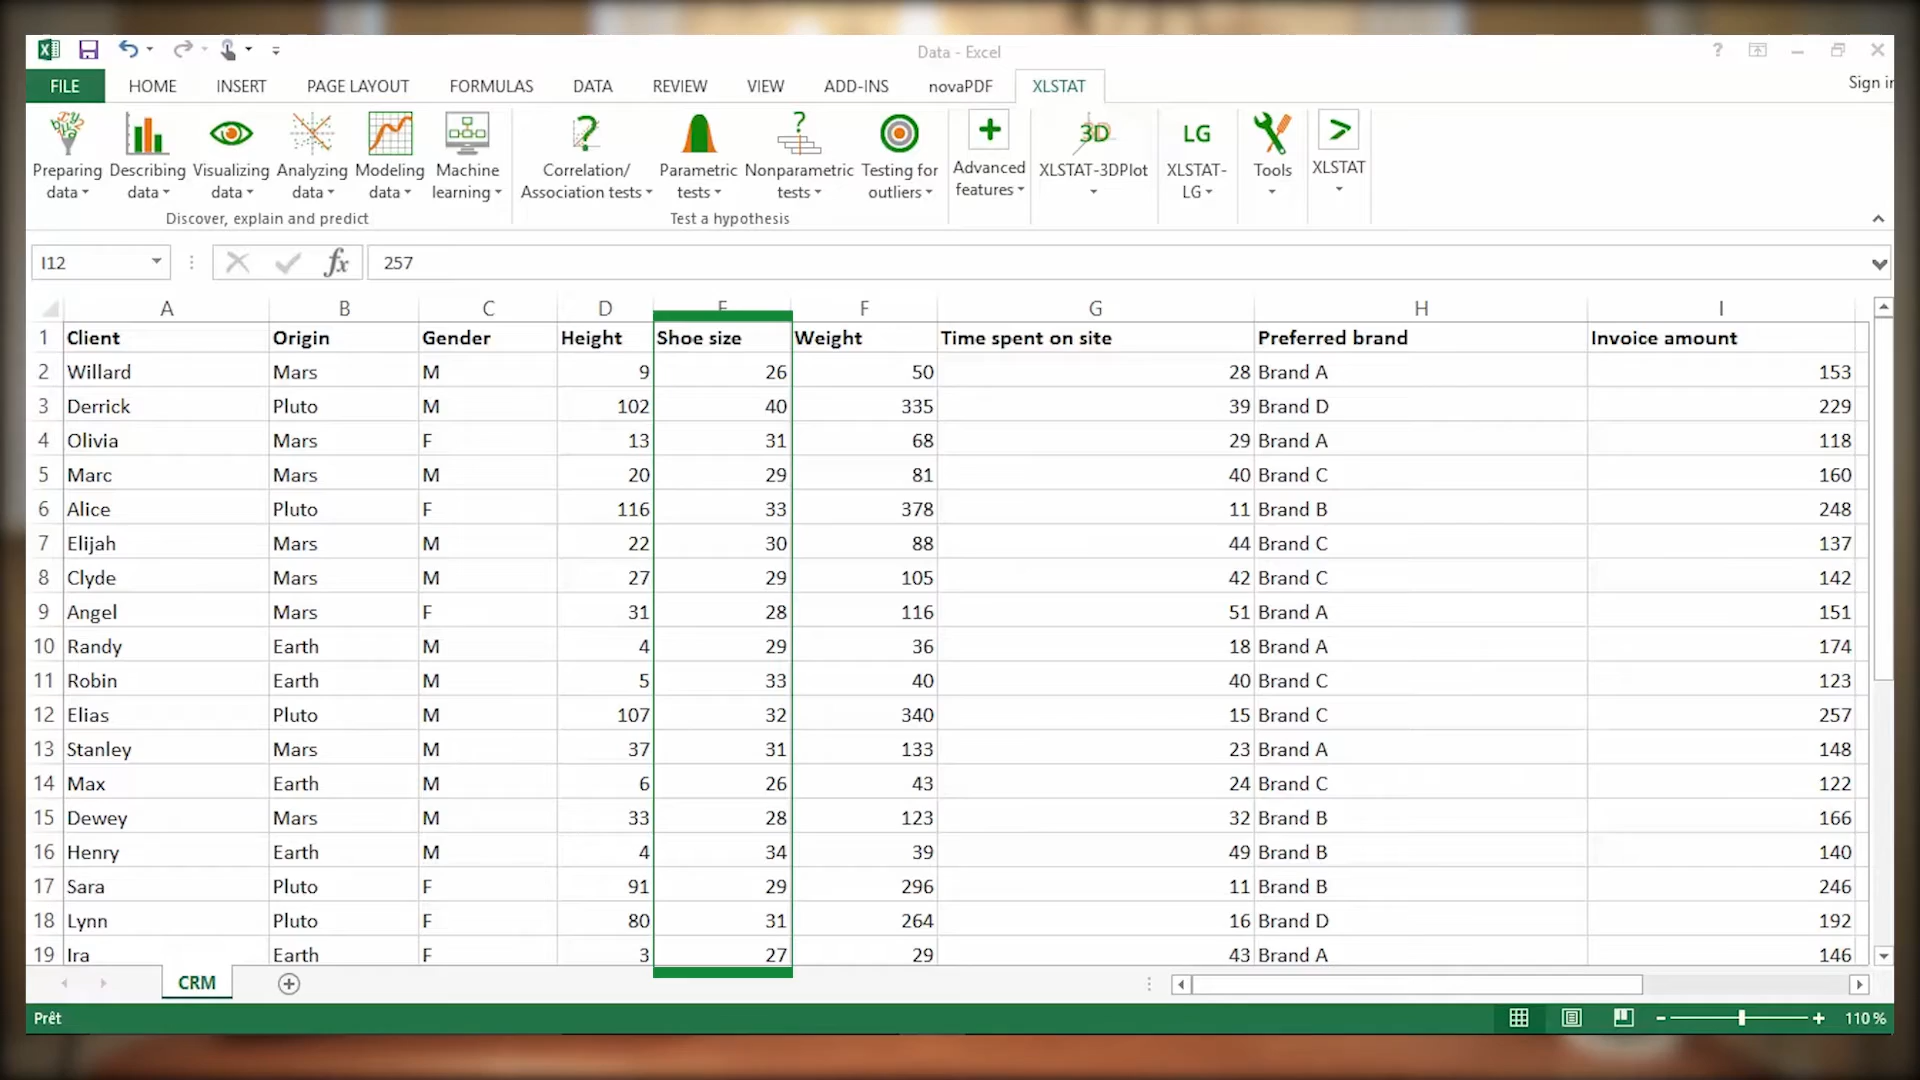 Data - Excel
Sign in
FILE HOME INSERT PAGE LAYOUT FORMULAS DATA REVIEW VIEW ADD-INS novaPDF XLSTAT
Preparing data Describing data Visualizing data Analyzing data Modeling data Machine learning Correlation/ Association tests Parametric tests Nonparametric tests Testing for outliers Advanced features XLSTAT-3DPlot XLSTAT-LG Tools XLSTAT
3D LG
Discover, explain and predict Test a hypothesis
I12 fx 257
A B C D E F G H I
1 Client Origin Gender Height Shoe size Weight Time spent on site Preferred brand Invoice amount
2 Willard Mars M 9 26 50 28 Brand A 153
3 Derrick Pluto M 102 40 335 39 Brand D 229
4 Olivia Mars F 13 31 68 29 Brand A 118
5 Marc Mars M 20 29 81 40 Brand C 160
6 Alice Pluto F 116 33 378 11 Brand B 248
7 Elijah Mars M 22 30 88 44 Brand C 137
8 Clyde Mars M 27 29 105 42 Brand C 142
9 Angel Mars F 31 28 116 51 Brand A 151
10 Randy Earth M 4 29 36 18 Brand A 174
11 Robin Earth M 5 33 40 40 Brand C 123
12 Elias Pluto M 107 32 340 15 Brand C 257
13 Stanley Mars M 37 31 133 23 Brand A 148
14 Max Earth M 6 26 43 24 Brand C 122
15 Dewey Mars M 33 28 123 32 Brand B 166
16 Henry Earth M 4 34 39 49 Brand B 140
17 Sara Pluto F 91 29 296 11 Brand B 246
18 Lynn Pluto F 80 31 264 16 Brand D 192
19 Ira Earth F 3 27 29 43 Brand A 146
CRM
Prêt 110 %